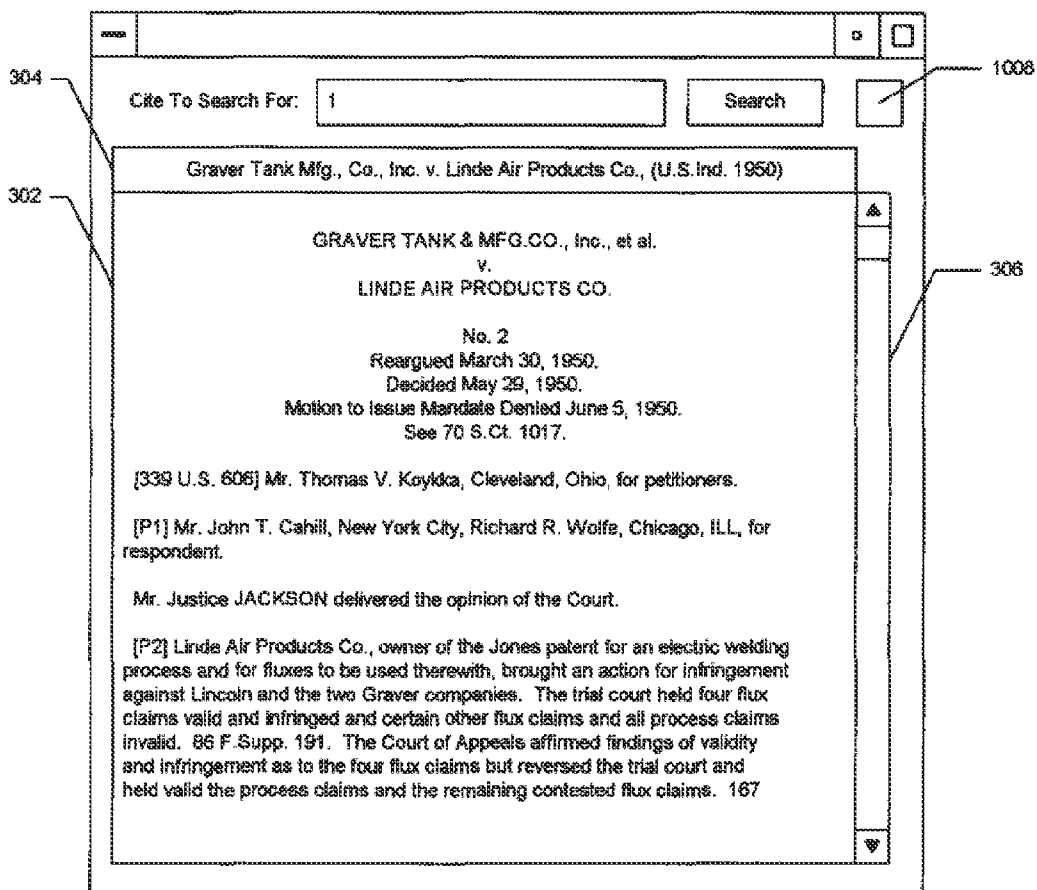 304
1008
Cite To Search For: 1 Search
Graver Tank Mfg., Co., Inc. v. Linde Air Products Co., (U.S.Ind. 1950)
302
306
GRAVER TANK & MFG.CO., Inc., et al.
v.
LINDE AIR PRODUCTS CO.
No. 2
Reargued March 30, 1950.
Decided May 29, 1950.
Motion to Issue Mandate Denied June 5, 1950.
See 70 S.Ct. 1017.
[339 U.S. 606] Mr. Thomas V. Koykka, Cleveland, Ohio, for petitioners.
[P1] Mr. John T. Cahill, New York City, Richard R. Wolfe, Chicago, ILL, for
respondent.
Mr. Justice JACKSON delivered the opinion of the Court.
[P2] Linde Air Products Co., owner of the Jones patent for an electric welding
process and for fluxes to be used therewith, brought an action for infringement
against Lincoln and the two Graver companies. The trial court held four flux
claims valid and infringed and certain other flux claims and all process claims
invalid. 86 F.Supp. 191. The Court of Appeals affirmed findings of validity
and infringement as to the four flux claims but reversed the trial court and
held valid the process claims and the remaining contested flux claims. 167